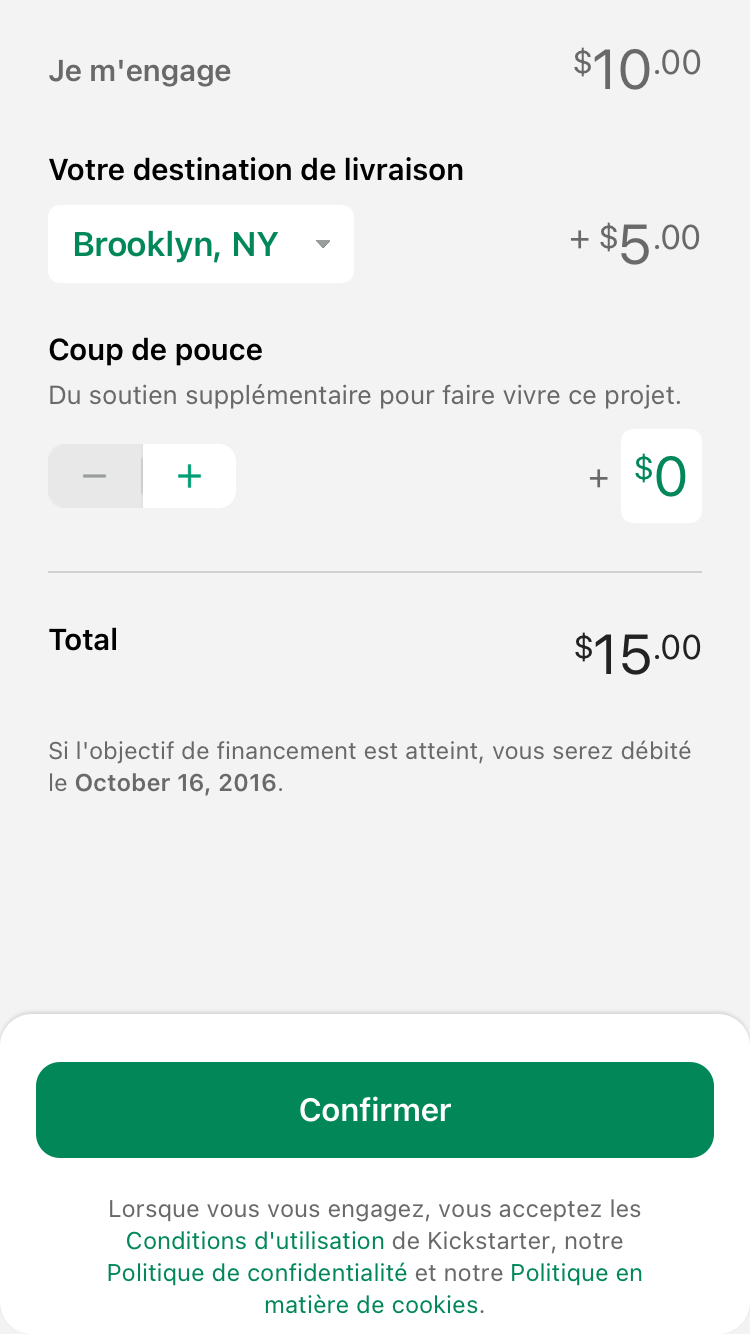 Je m'engage $10.00
Votre destination de livraison
Brooklyn, NY + $5.00
Coup de pouce
Du soutien supplémentaire pour faire vivre ce projet.
− + + $0
Total $15.00
Si l'objectif de financement est atteint, vous serez débité
le October 16, 2016.
Confirmer
Lorsque vous vous engagez, vous acceptez les
Conditions d'utilisation de Kickstarter, notre
Politique de confidentialité et notre Politique en
matière de cookies.